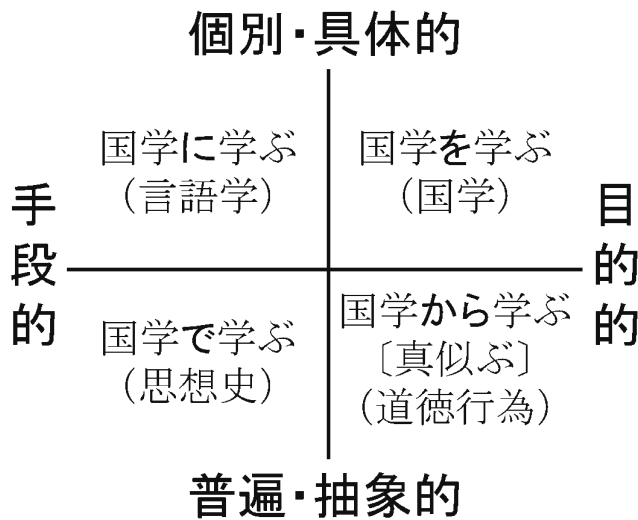 個別・具体的
国学に学ぶ
（言語学）
国学を学ぶ
（国学）
手段的
目的的
国学で学ぶ
（思想史）
国学から学ぶ
〔真似ぶ〕
（道徳行為）
普遍・抽象的